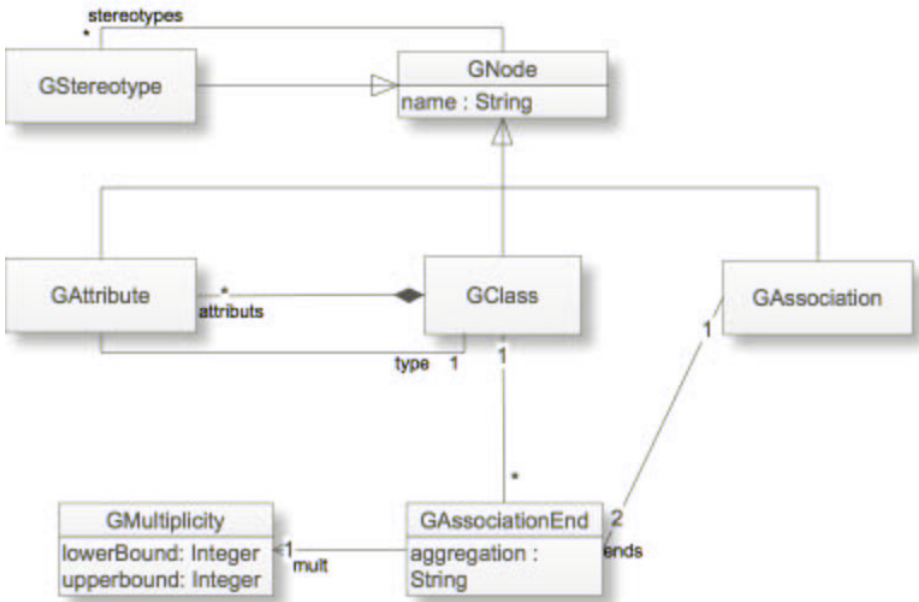 stereotypes
*
GStereotype
GNode
name : String
GAttribute
*
attributs
GClass
GAssociation
type 1
1
1
*
GMultiplicity
lowerBound: Integer
upperbound: Integer
1
mult
GAssociationEnd
aggregation :
String
2
ends